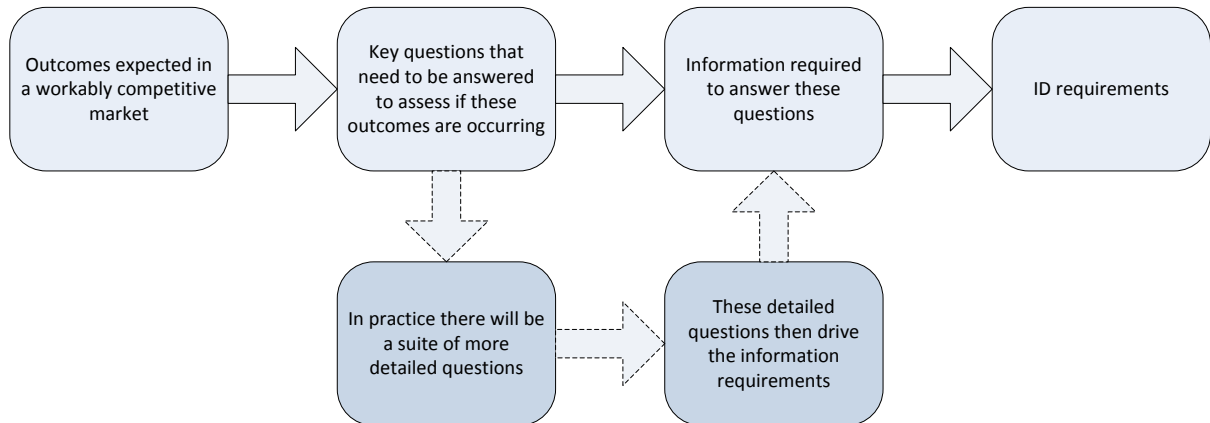 Outcomes expected in
a workably competitive
market
Key questions that
need to be answered
to assess if these
outcomes are occurring
Information required
to answer these
questions
ID requirements
In practice there will be
a suite of more
detailed questions
These detailed
questions then drive
the information
requirements